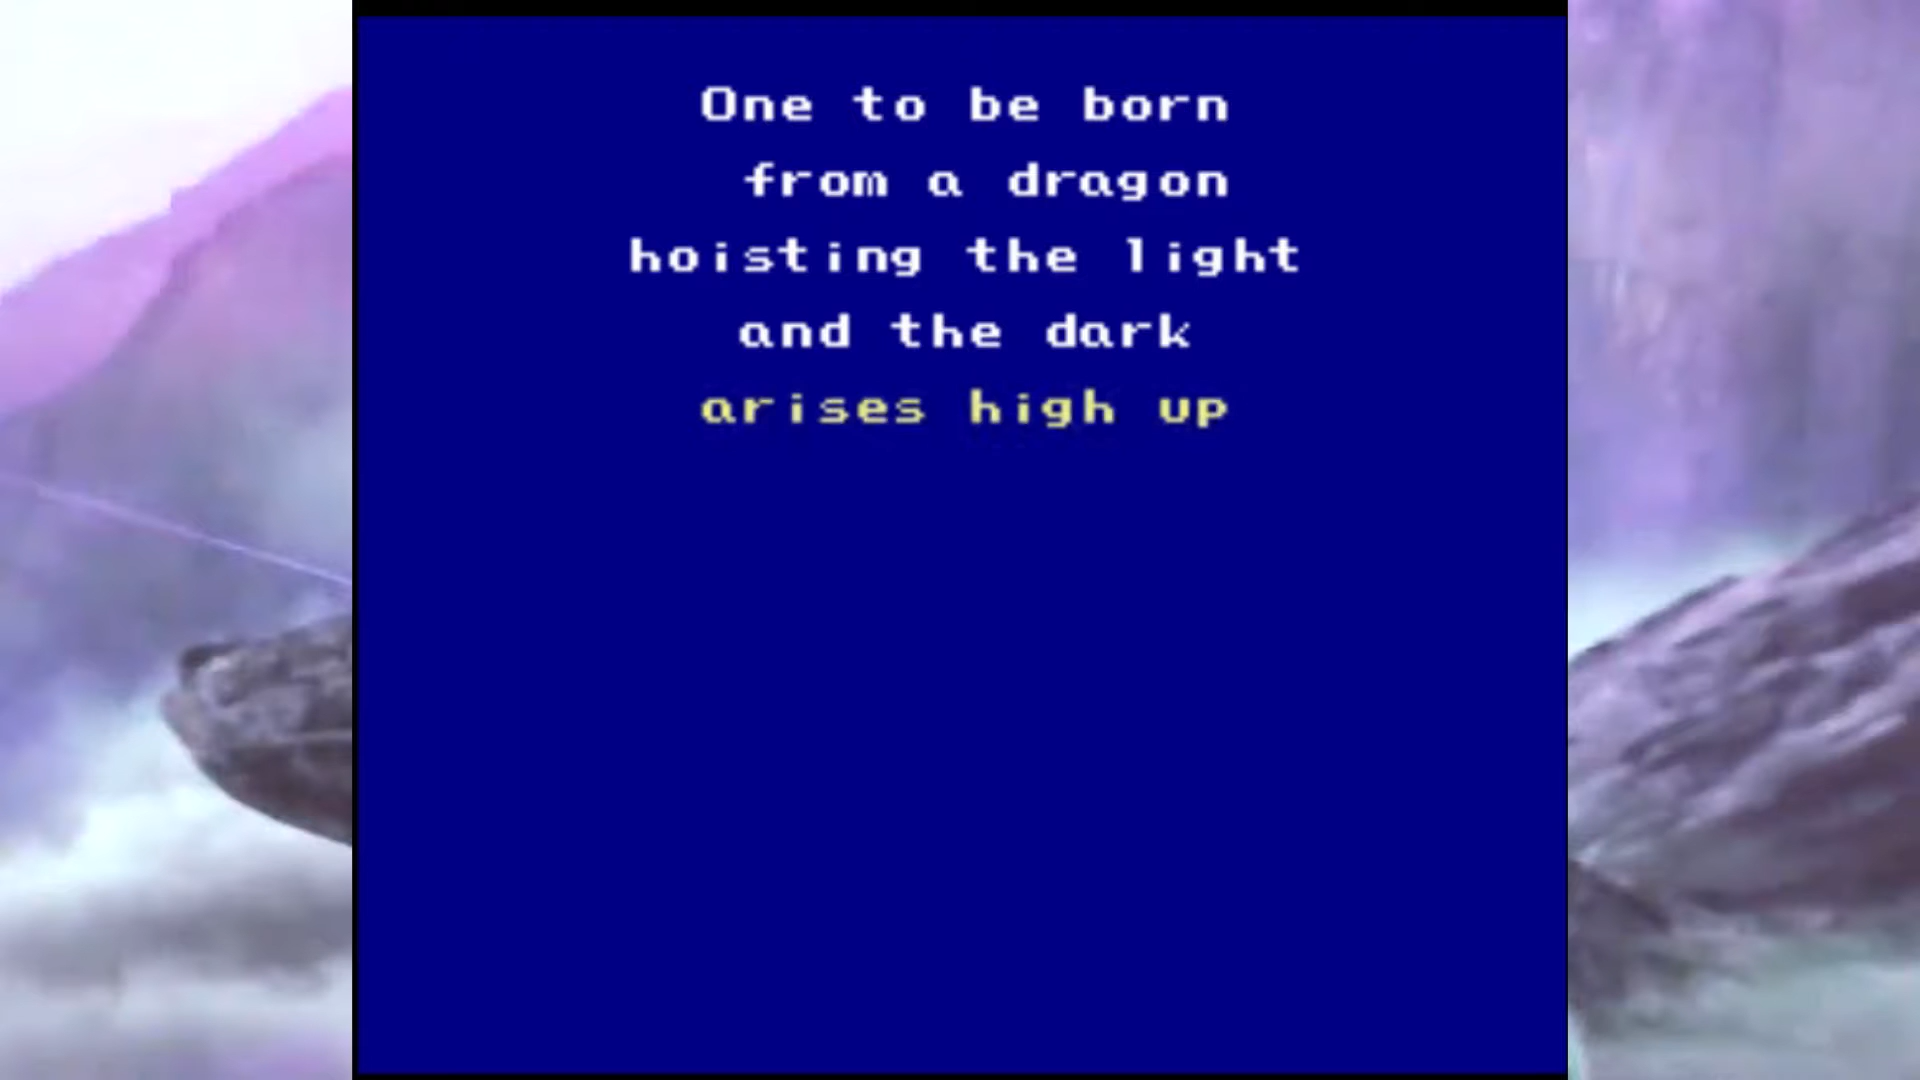 One to be born
from a dragon
hoisting the light
and the dark
arises high up